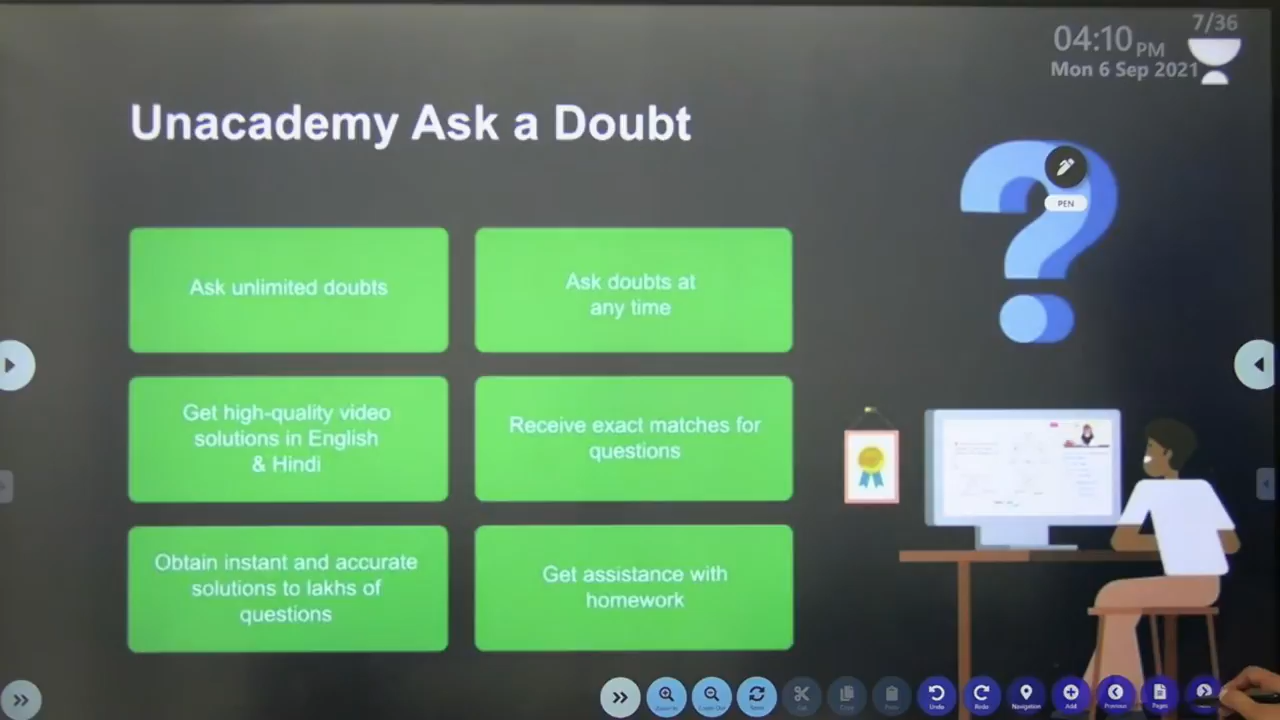 7/36
04:10 PM
Mon 6 Sep 2021
Unacademy Ask a Doubt
PEN
Ask unlimited doubts
Ask doubts at
any time
Get high-quality video
solutions in English
& Hindi
Receive exact matches for
questions
Obtain instant and accurate
solutions to lakhs of
questions
Get assistance with
homework
Undo
Redo
Navigation
Add
Previous
Pages